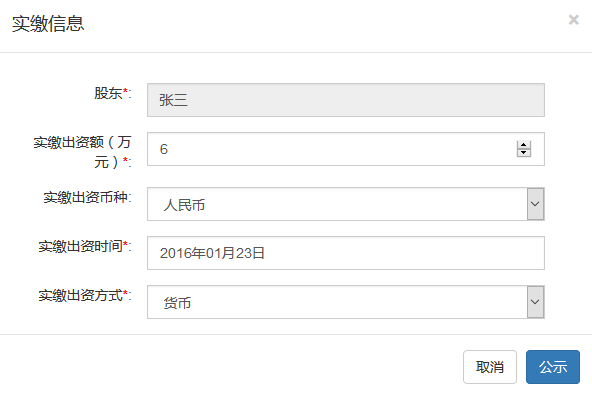 实缴信息 ×
股东*: 张三
实缴出资额（万
元）*: 6
实缴出资币种: 人民币
实缴出资时间*: 2016年01月23日
实缴出资方式*: 货币
取消 公示